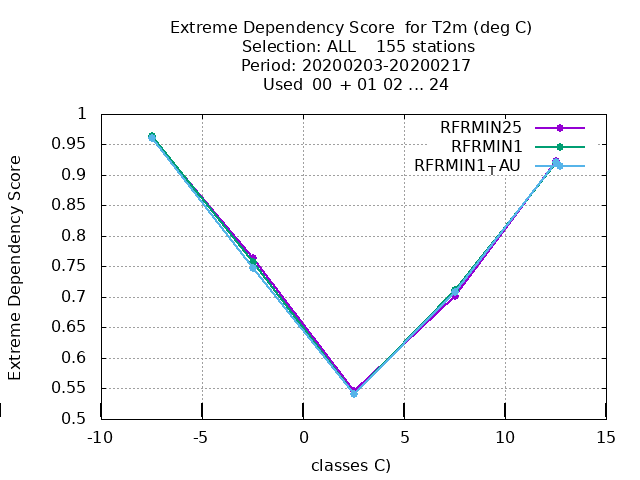 Extreme Dependency Score  for T2m (deg C)
Selection: ALL    155 stations
Period: 20200203-20200217
Used  00 + 01 02 ... 24
RFRMIN25
RFRMIN1
RFRMIN1TAU
Extreme Dependency Score
1
0.95
0.9
0.85
0.8
0.75
0.7
0.65
0.6
0.55
0.5
-10 -5 0 5 10 15
classes C)